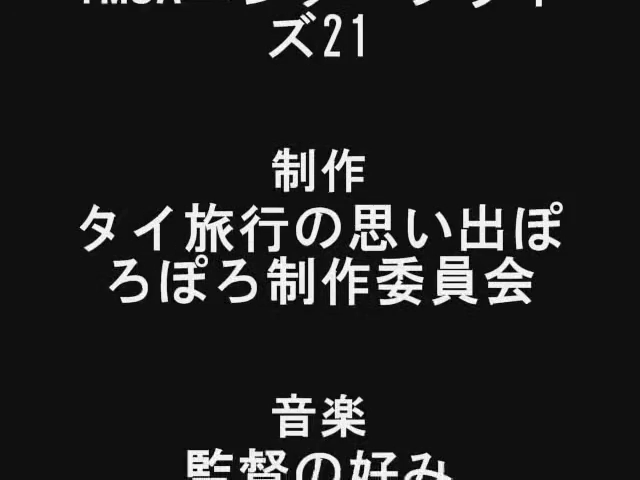 ズ21
制作
タイ旅行の思い出ぽ
ろぽろ制作委員会
音楽
監督の好み